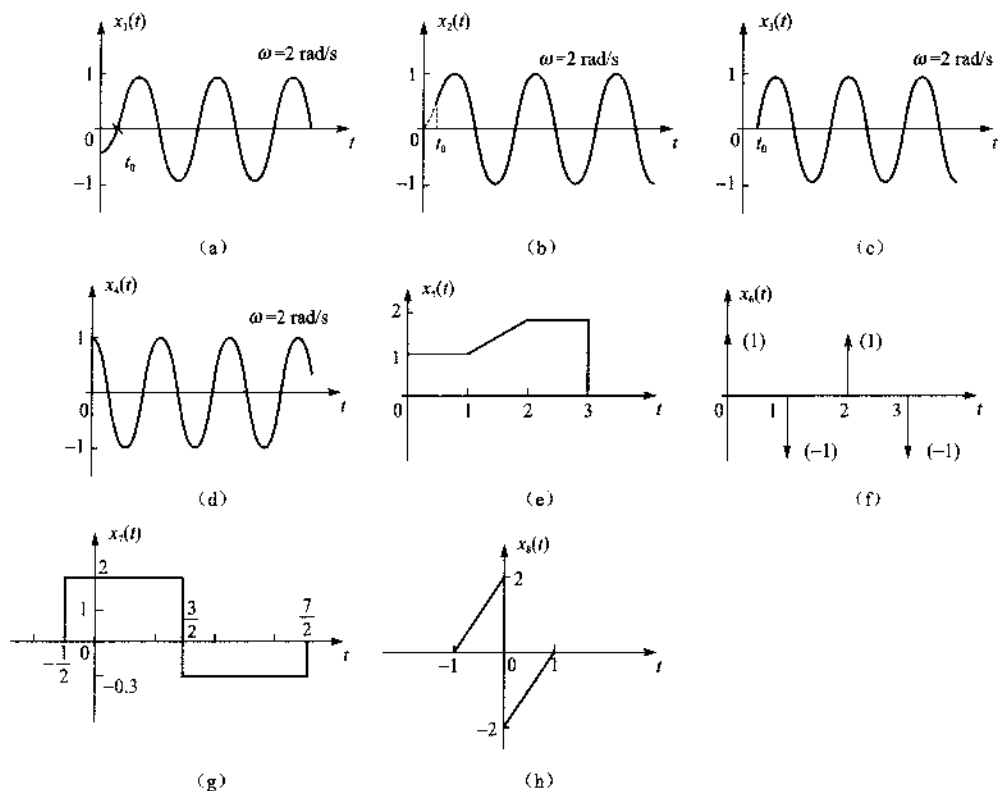 x₁(t)
ω=2 rad/s
1
0
t₀
t
−1
(a)
x₂(t)
ω=2 rad/s
1
0
t₀
t
−1
(b)
x₃(t)
ω=2 rad/s
1
0
t₀
t
−1
(c)
x₄(t)
ω=2 rad/s
1
0
t
−1
(d)
x₅(t)
2
1
0 1 2 3 t
(e)
x₆(t)
(1) (1)
0 1 2 3 t
(−1) (−1)
(f)
x₇(t)
2
1
3/2
7/2
−1/2
0
t
−0.3
(g)
x₈(t)
2
−1 0 1 t
−2
(h)